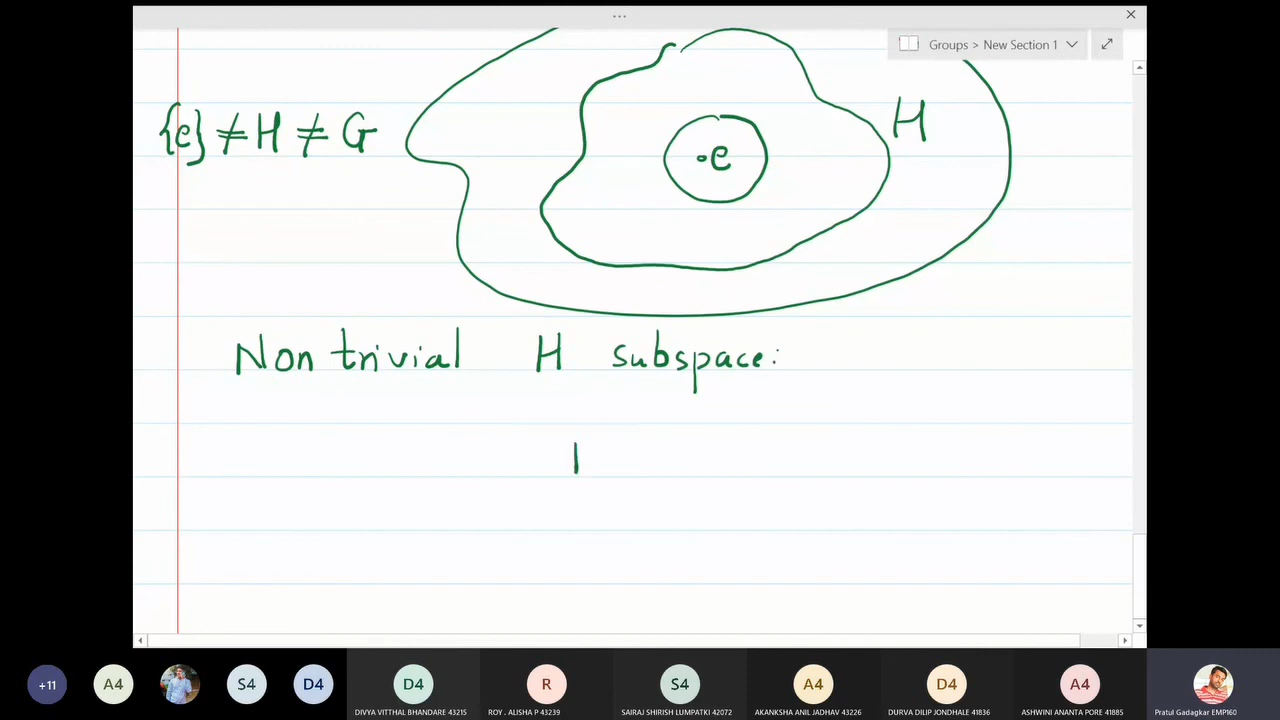 Groups > New Section 1
{e} ≠ H ≠ G
H
•e
Non trivial H subspace:
+11
A4
S4
D4
D4
R
S4
A4
D4
A4
DIVYA VITTHAL BHANDARE 43215
ROY . ALISHA P 43239
SAIRAJ SHIRISH LUMPATKI 42072
AKANKSHA ANIL JADHAV 43226
DURVA DILIP JONDHALE 41836
ASHWINI ANANTA PORE 41885
Pratul Gadagkar EMP160